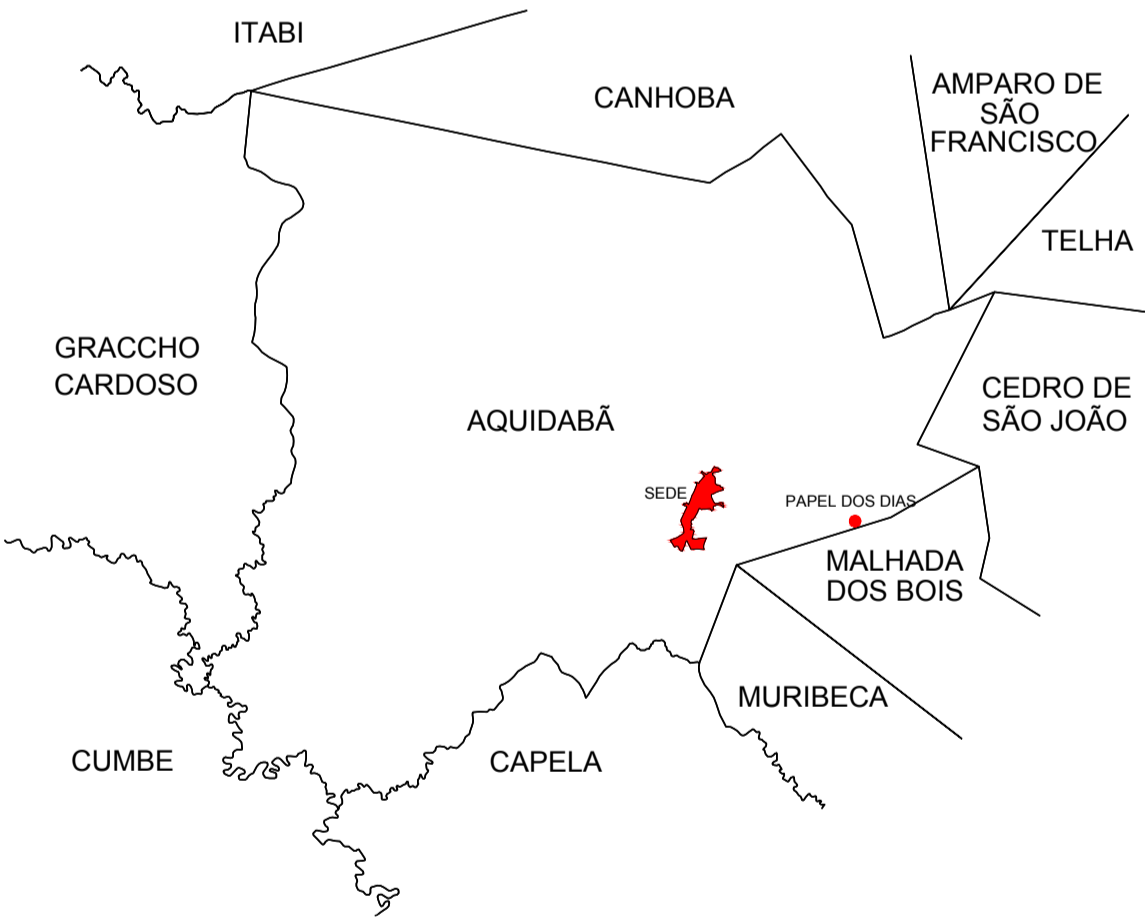 ITABI
CANHOBA
AMPARO DE
SÃO
FRANCISCO
TELHA
GRACCHO
CARDOSO
CEDRO DE
SÃO JOÃO
AQUIDABÃ
SEDE
PAPEL DOS DIAS
MALHADA
DOS BOIS
MURIBECA
CUMBE
CAPELA